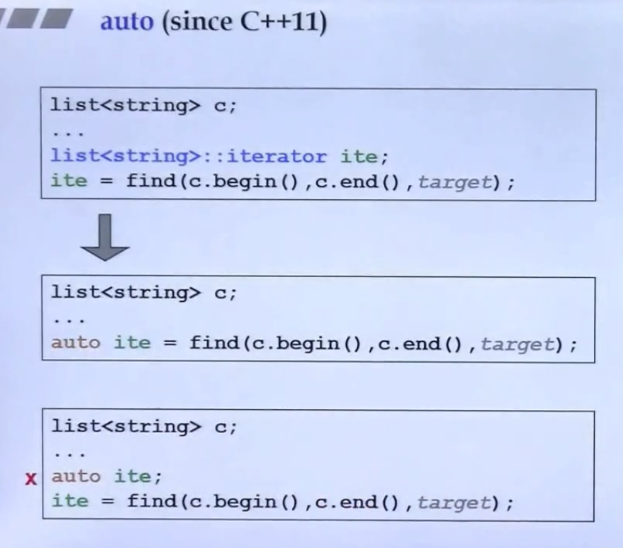 auto (since C++11)
list<string> c;
...
list<string>::iterator ite;
ite = find(c.begin(),c.end(),target);
list<string> c;
...
auto ite = find(c.begin(),c.end(),target);
list<string> c;
...
x auto ite;
ite = find(c.begin(),c.end(),target);